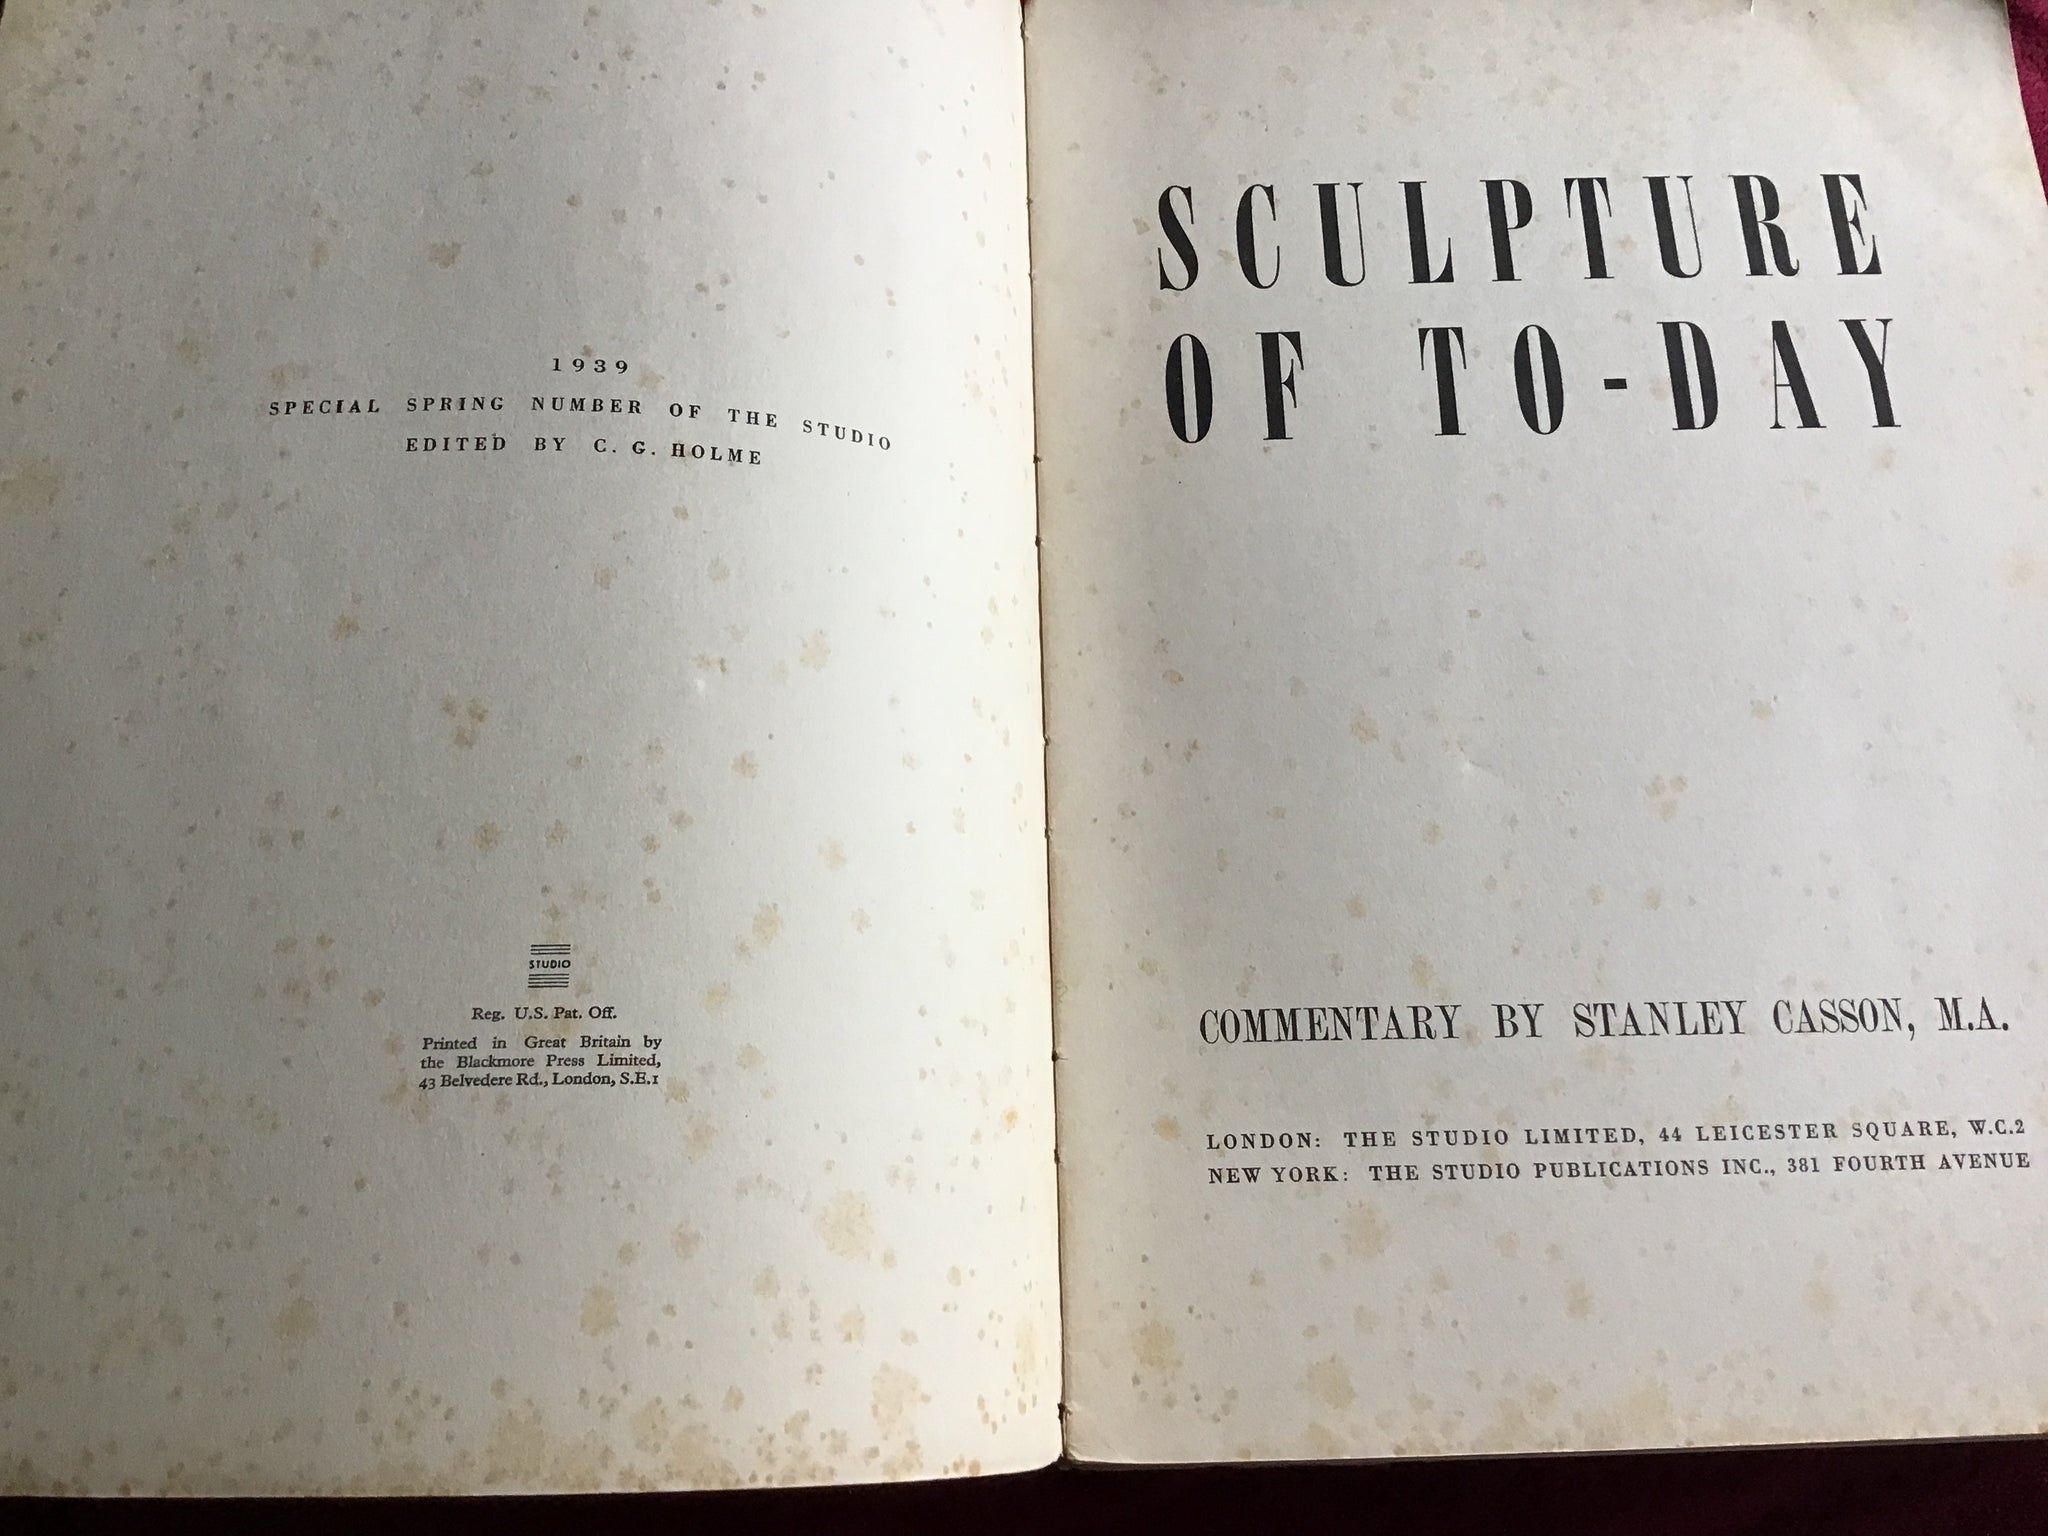 1939
SPECIAL SPRING NUMBER OF THE STUDIO
EDITED BY C. G. HOLME
STUDIO
Reg. U.S. Pat. Off.
Printed in Great Britain by
the Blackmore Press Limited,
43 Belvedere Rd., London, S.E.1
SCULPTURE
OF TO-DAY
COMMENTARY BY STANLEY CASSON, M.A.
LONDON: THE STUDIO LIMITED, 44 LEICESTER SQUARE, W.C.2
NEW YORK: THE STUDIO PUBLICATIONS INC., 381 FOURTH AVENUE